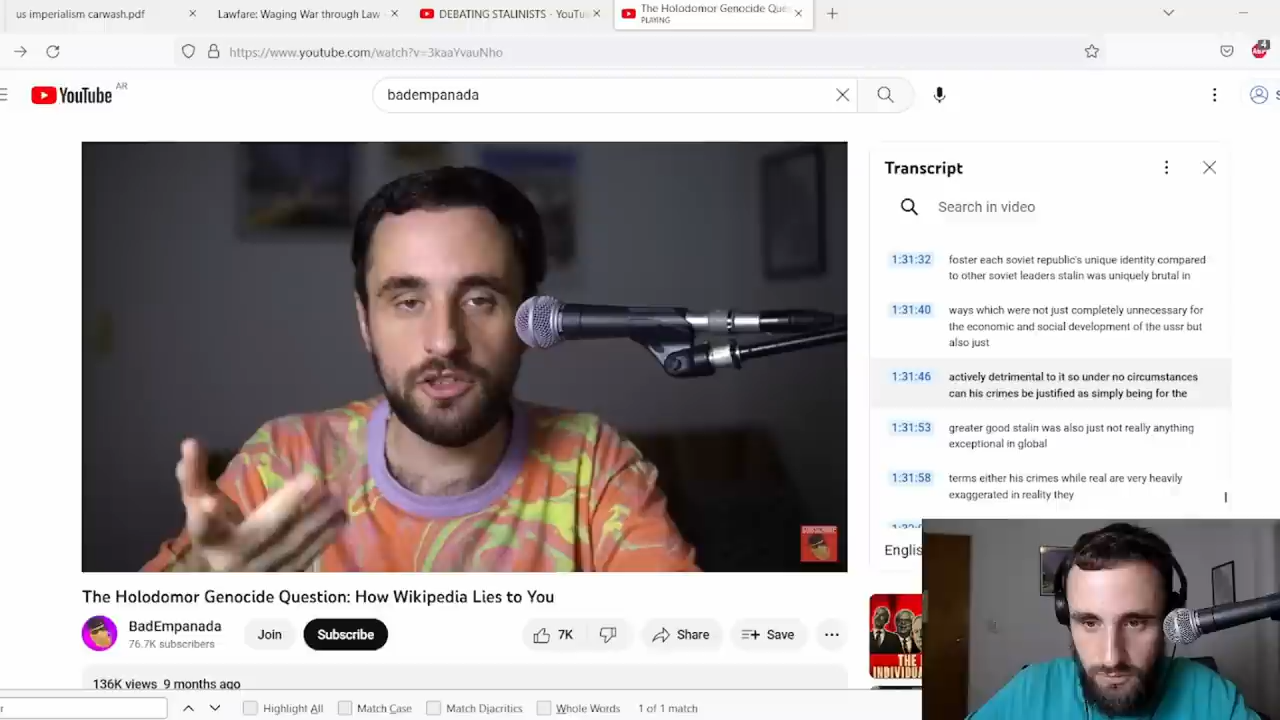 us imperialism carwash.pdf
Lawfare: Waging War through Law
DEBATING STALINISTS - YouTu
The Holodomor Genocide Que
PLAYING
https://www.youtube.com/watch?v=3kaaYvauNho
YouTube AR
badempanada
Transcript
Search in video
1:31:32 foster each soviet republic's unique identity compared
to other soviet leaders stalin was uniquely brutal in
1:31:40 ways which were not just completely unnecessary for
the economic and social development of the ussr but
also just
1:31:46 actively detrimental to it so under no circumstances
can his crimes be justified as simply being for the
1:31:53 greater good stalin was also just not really anything
exceptional in global
1:31:58 terms either his crimes while real are very heavily
exaggerated in reality they
Englis
SUBSCRIBE
The Holodomor Genocide Question: How Wikipedia Lies to You
BadEmpanada
76.7K subscribers
Join
Subscribe
7K
Share
Save
THE
INDIVIDUA
136K views 9 months ago
r
Highlight All
Match Case
Match Diacritics
Whole Words
1 of 1 match